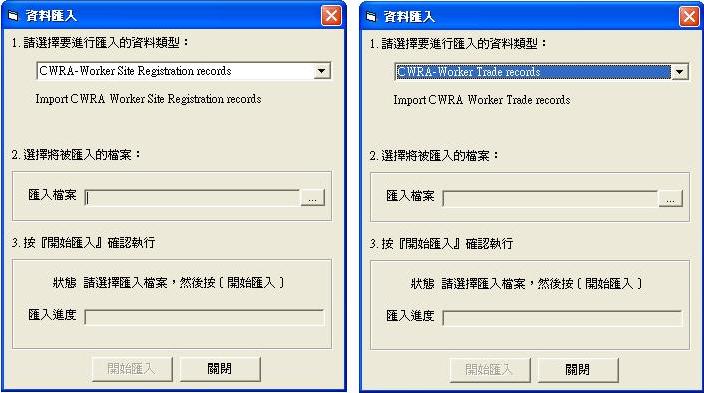 資料匯入
1. 請選擇要進行匯入的資料類型：
CWRA-Worker Site Registration records
Import CWRA Worker Site Registration records
2. 選擇將被匯入的檔案：
匯入檔案
...
3. 按『開始匯入』確認執行
狀態 請選擇匯入檔案，然後按〔開始匯入〕
匯入進度
開始匯入 關閉
資料匯入
1. 請選擇要進行匯入的資料類型：
CWRA-Worker Trade records
Import CWRA Worker Trade records
2. 選擇將被匯入的檔案：
匯入檔案
...
3. 按『開始匯入』確認執行
狀態 請選擇匯入檔案，然後按〔開始匯入〕
匯入進度
開始匯入 關閉